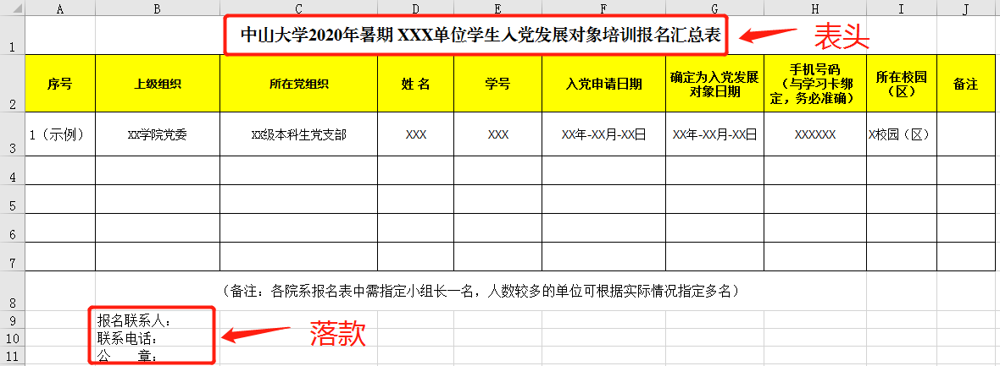 A B C D E F G H I J
1 中山大学2020年暑期 XXX单位学生入党发展对象培训报名汇总表 表头
2 序号 上级组织 所在党组织 姓 名 学号 入党申请日期 确定为入党发展对象日期 手机号码（与学习卡绑定，务必准确） 所在校园（区） 备注
3 1（示例） XX学院党委 XX级本科生党支部 XXX XXX XX年-XX月-XX日 XX年-XX月-XX日 XXXXXX X校园（区）
4
5
6
7
8 （备注：各院系报名表中需指定小组长一名，人数较多的单位可根据实际情况指定多名）
9 报名联系人：
10 联系电话： 落款
11 公 章：